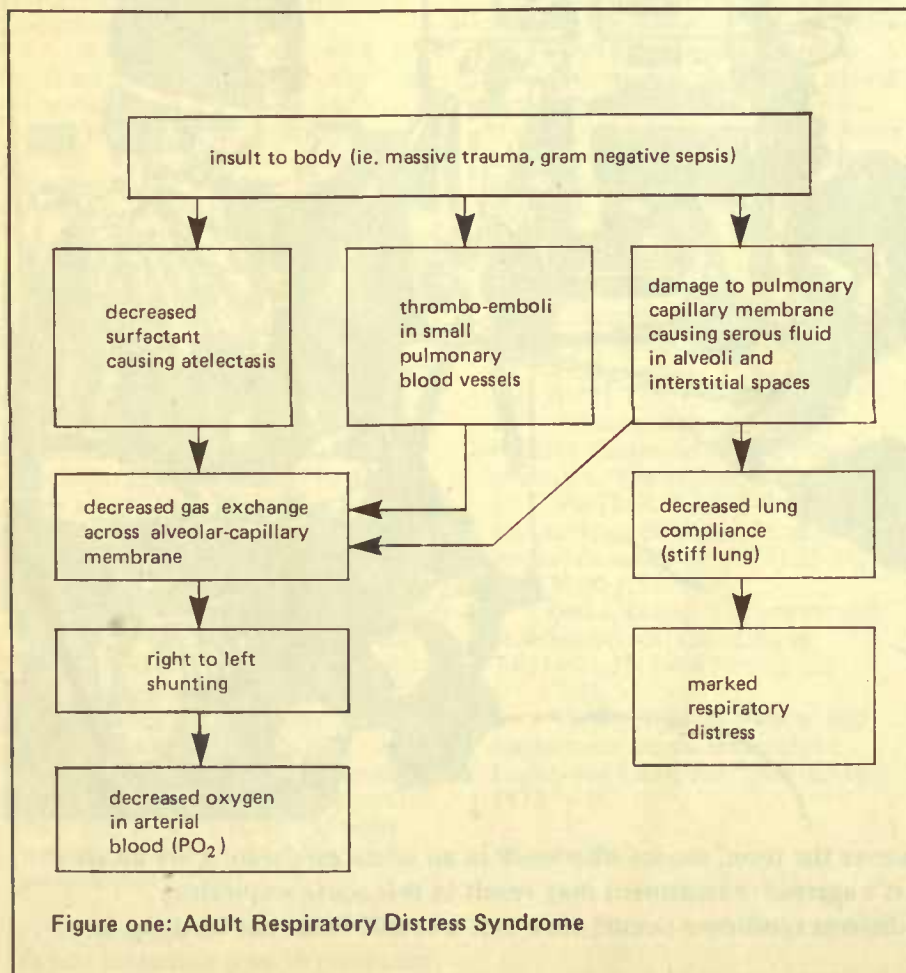 insult to body (ie. massive trauma, gram negative sepsis)
decreased
surfactant
causing atelectasis
thrombo-emboli
in small
pulmonary
blood vessels
damage to pulmonary
capillary membrane
causing serous fluid
in alveoli and
interstitial spaces
decreased gas exchange
across alveolar-capillary
membrane
decreased lung
compliance
(stiff lung)
right to left
shunting
marked
respiratory
distress
decreased oxygen
in arterial
blood (PO₂)
Figure one: Adult Respiratory Distress Syndrome